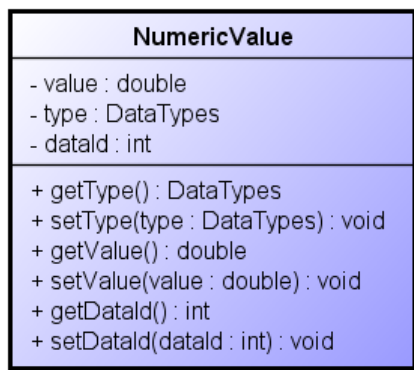 NumericValue
- value : double
- type : DataTypes
- dataId : int
+ getType() : DataTypes
+ setType(type : DataTypes) : void
+ getValue() : double
+ setValue(value : double) : void
+ getDataId() : int
+ setDataId(dataId : int) : void